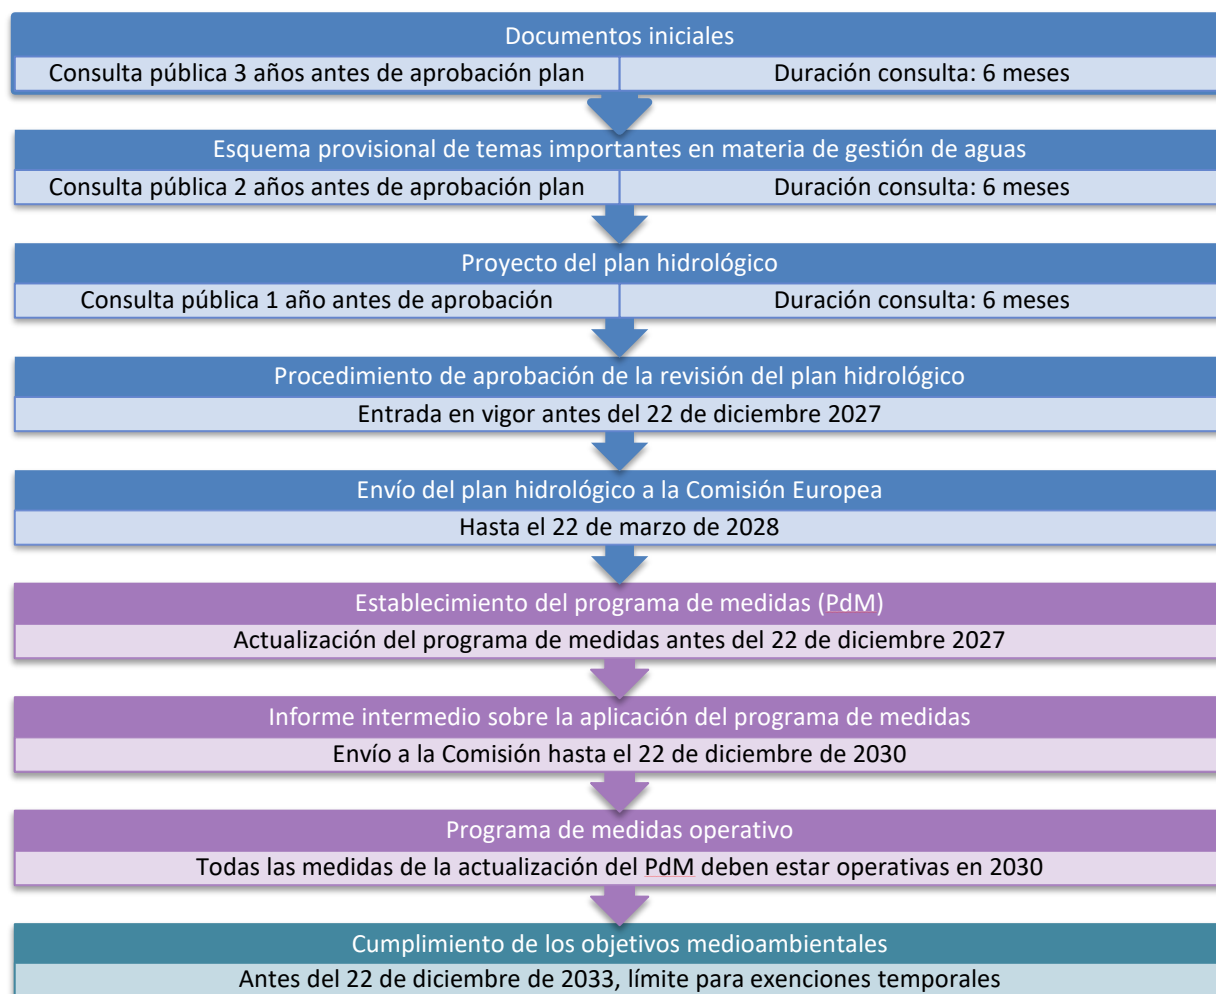 Documentos iniciales
Consulta pública 3 años antes de aprobación plan
Duración consulta: 6 meses
Esquema provisional de temas importantes en materia de gestión de aguas
Consulta pública 2 años antes de aprobación plan
Duración consulta: 6 meses
Proyecto del plan hidrológico
Consulta pública 1 año antes de aprobación
Duración consulta: 6 meses
Procedimiento de aprobación de la revisión del plan hidrológico
Entrada en vigor antes del 22 de diciembre 2027
Envío del plan hidrológico a la Comisión Europea
Hasta el 22 de marzo de 2028
Establecimiento del programa de medidas (PdM)
Actualización del programa de medidas antes del 22 de diciembre 2027
Informe intermedio sobre la aplicación del programa de medidas
Envío a la Comisión hasta el 22 de diciembre de 2030
Programa de medidas operativo
Todas las medidas de la actualización del PdM deben estar operativas en 2030
Cumplimiento de los objetivos medioambientales
Antes del 22 de diciembre de 2033, límite para exenciones temporales